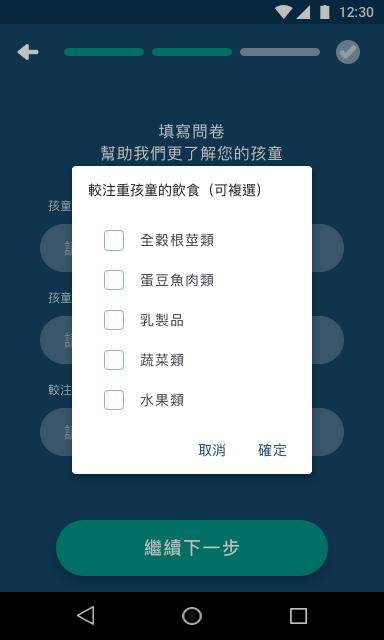 12:30
填寫問卷
幫助我們更了解您的孩童
孩童
較注重孩童的飲食（可複選）
全穀根莖類
蛋豆魚肉類
孩童
乳製品
蔬菜類
較注
水果類
取消 確定
繼續下一步